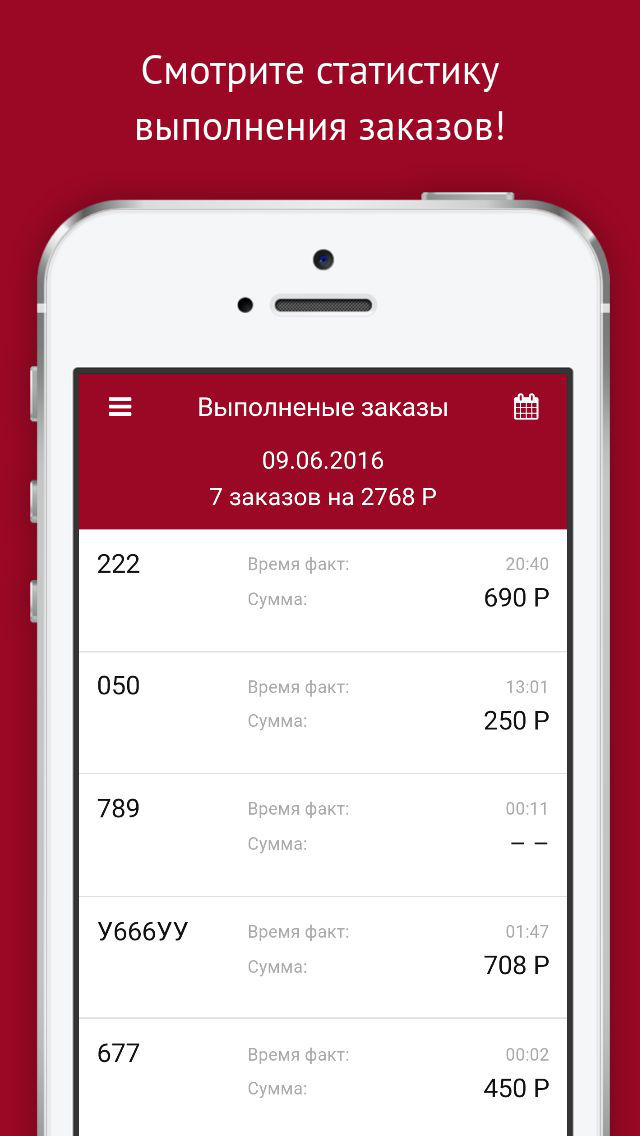 Смотрите статистику
выполнения заказов!
Выполненые заказы
09.06.2016
7 заказов на 2768 Р
222 Время факт: 20:40
Сумма: 690 Р
050 Время факт: 13:01
Сумма: 250 Р
789 Время факт: 00:11
Сумма: – –
У666УУ Время факт: 01:47
Сумма: 708 Р
677 Время факт: 00:02
Сумма: 450 Р